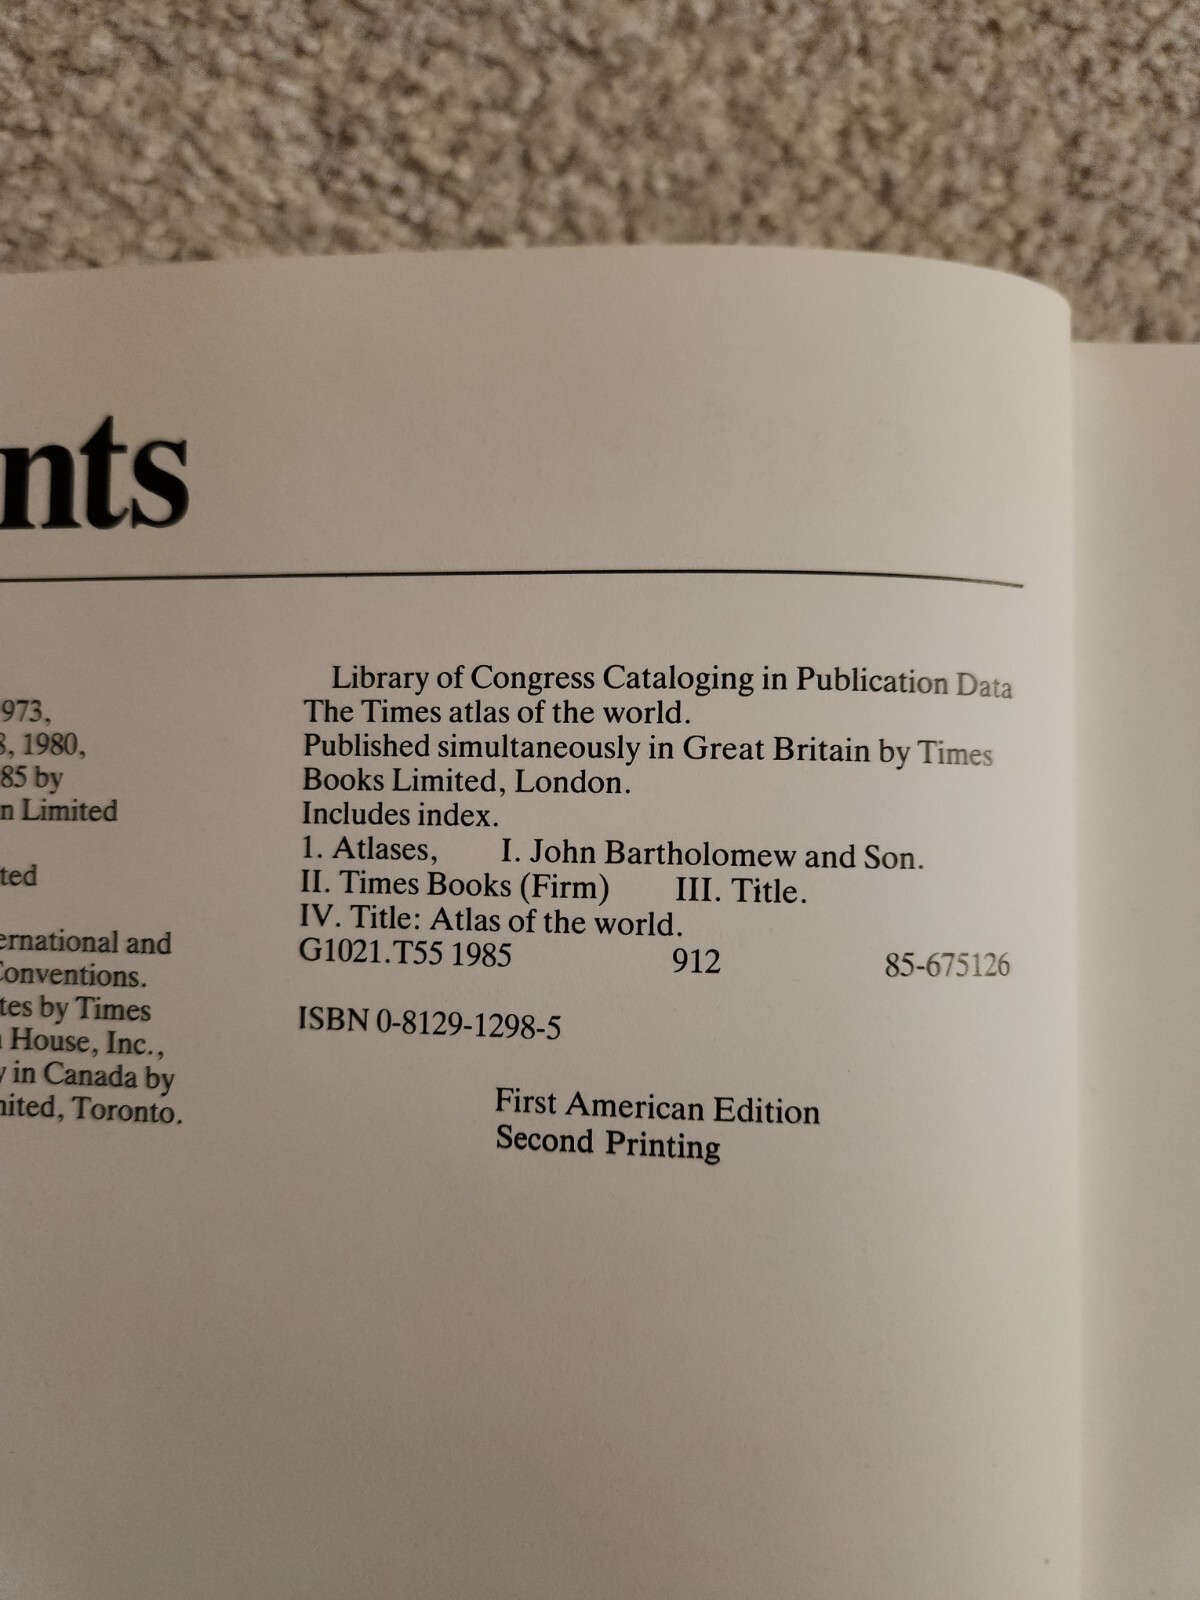 nts
973,
8, 1980,
85 by
n Limited
ted
ernational and
Conventions.
tes by Times
House, Inc.,
y in Canada by
nited, Toronto.
Library of Congress Cataloging in Publication Data
The Times atlas of the world.
Published simultaneously in Great Britain by Times
Books Limited, London.
Includes index.
1. Atlases, I. John Bartholomew and Son.
II. Times Books (Firm) III. Title.
IV. Title: Atlas of the world.
G1021.T55 1985 912 85-675126
ISBN 0-8129-1298-5
First American Edition
Second Printing